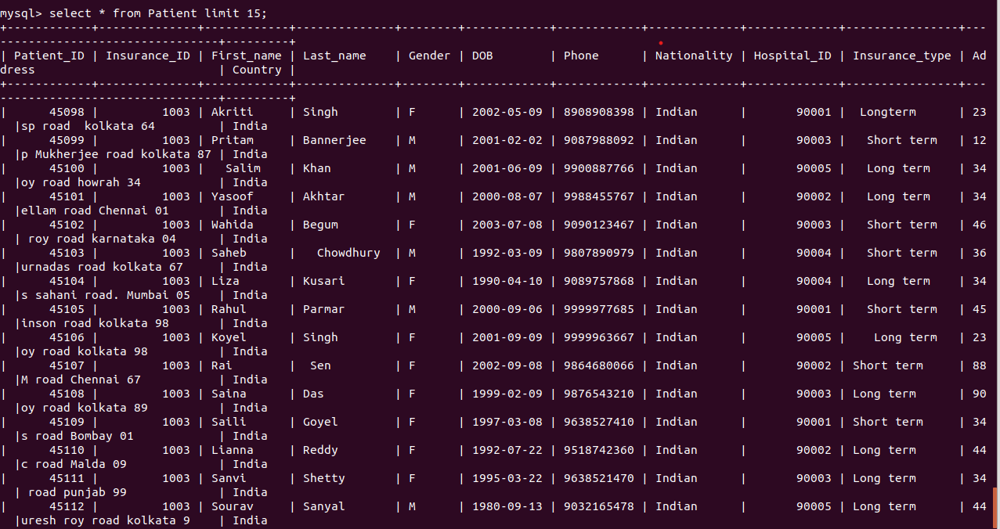 mysql> select * from Patient limit 15;
+------------+--------------+------------+--------------+--------+------------+------------+-------------+-------------+----------------+---
-------------------------------+---------+
| Patient_ID | Insurance_ID | First_name | Last_name    | Gender | DOB        | Phone      | Nationality | Hospital_ID | Insurance_type | Ad
dress                          | Country |
+------------+--------------+------------+--------------+--------+------------+------------+-------------+-------------+----------------+---
-------------------------------+---------+
|      45098 |         1003 | Akriti     | Singh        | F      | 2002-05-09 | 8908908398 | Indian      |       90001 |  Longterm      | 23
  |sp road  kolkata 64         | India
|      45099 |         1003 | Pritam     | Bannerjee    | M      | 2001-02-02 | 9087988092 | Indian      |       90003 |   Short term   | 12
  |p Mukherjee road kolkata 87 | India
|      45100 |         1003 |   Salim    | Khan         | M      | 2001-06-09 | 9900887766 | Indian      |       90005 |   Long term    | 34
  |oy road howrah 34           | India
|      45101 |         1003 | Yasoof     | Akhtar       | M      | 2000-08-07 | 9988455767 | Indian      |       90002 |   Long term    | 34
  |ellam road Chennai 01       | India
|      45102 |         1003 | Wahida     | Begum        | F      | 2003-07-08 | 9090123467 | Indian      |       90003 |   Short term   | 46
  | roy road karnataka 04      | India
|      45103 |         1003 | Saheb      |   Chowdhury  | M      | 1992-03-09 | 9807890979 | Indian      |       90004 |   Short term   | 36
  |urnadas road kolkata 67     | India
|      45104 |         1003 | Liza       | Kusari       | F      | 1990-04-10 | 9089757868 | Indian      |       90004 |   Long term    | 34
  |s sahani road. Mumbai 05    | India
|      45105 |         1003 | Rahul      | Parmar       | M      | 2000-09-06 | 9999977685 | Indian      |       90001 |   Short term   | 45
  |inson road kolkata 98       | India
|      45106 |         1003 | Koyel      | Singh        | F      | 2001-09-09 | 9999963667 | Indian      |       90005 |    Long term   | 23
  |oy road kolkata 98          | India
|      45107 |         1003 | Rai        |  Sen         | F      | 2002-09-08 | 9864680066 | Indian      |       90002 | Short term     | 88
  |M road Chennai 67           | India
|      45108 |         1003 | Saina      | Das          | F      | 1999-02-09 | 9876543210 | Indian      |       90003 | Long term      | 90
  |oy road kolkata 89          | India
|      45109 |         1003 | Saili      | Goyel        | F      | 1997-03-08 | 9638527410 | Indian      |       90001 | Short term     | 34
  |s road Bombay 01            | India
|      45110 |         1003 | Lianna     | Reddy        | F      | 1992-07-22 | 9518742360 | Indian      |       90002 | Long term      | 44
  |c road Malda 09             | India
|      45111 |         1003 | Sanvi      | Shetty       | F      | 1995-03-22 | 9638521470 | Indian      |       90003 | Long term      | 34
  | road punjab 99             | India
|      45112 |         1003 | Sourav     | Sanyal       | M      | 1980-09-13 | 9032165478 | Indian      |       90005 | Long term      | 44
  |uresh roy road kolkata 9    | India